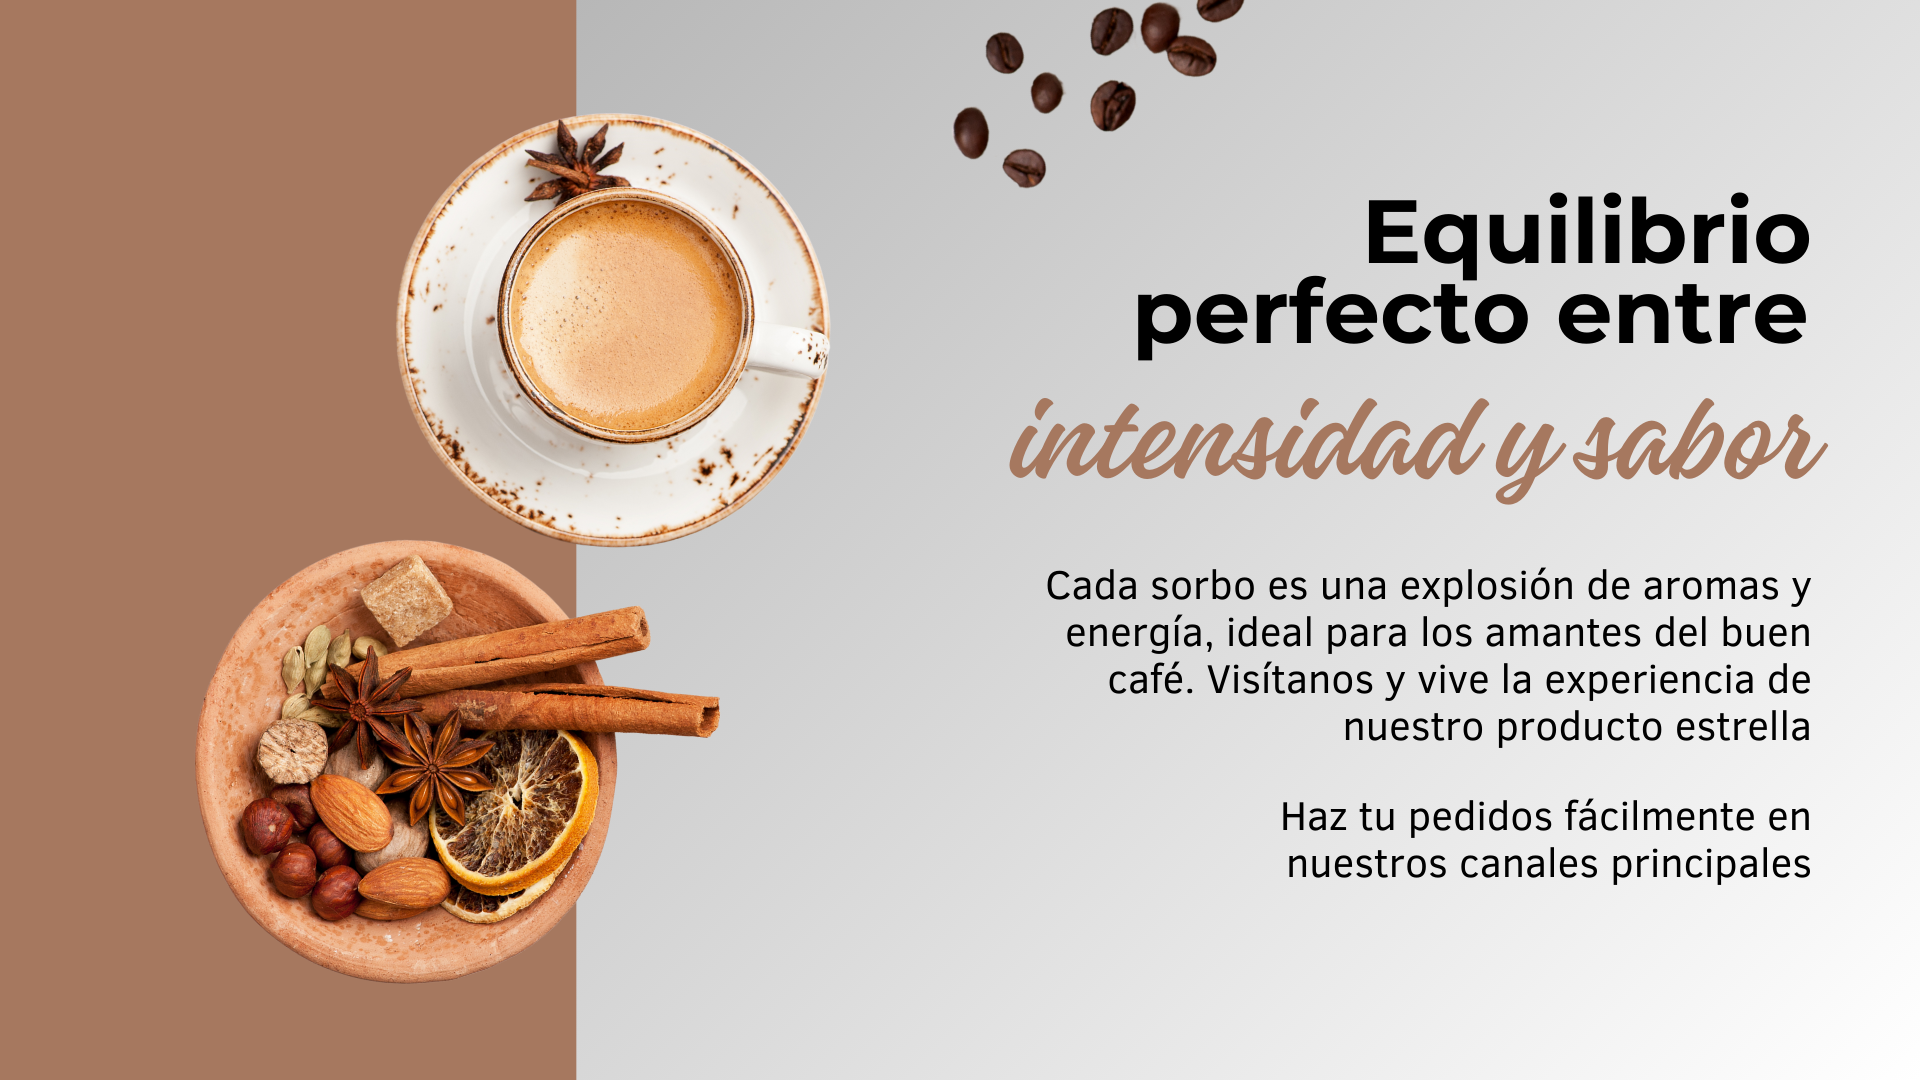 Equilibrio
perfecto entre
intensidad y sabor
Cada sorbo es una explosión de aromas y
energía, ideal para los amantes del buen
café. Visítanos y vive la experiencia de
nuestro producto estrella
Haz tu pedidos fácilmente en
nuestros canales principales